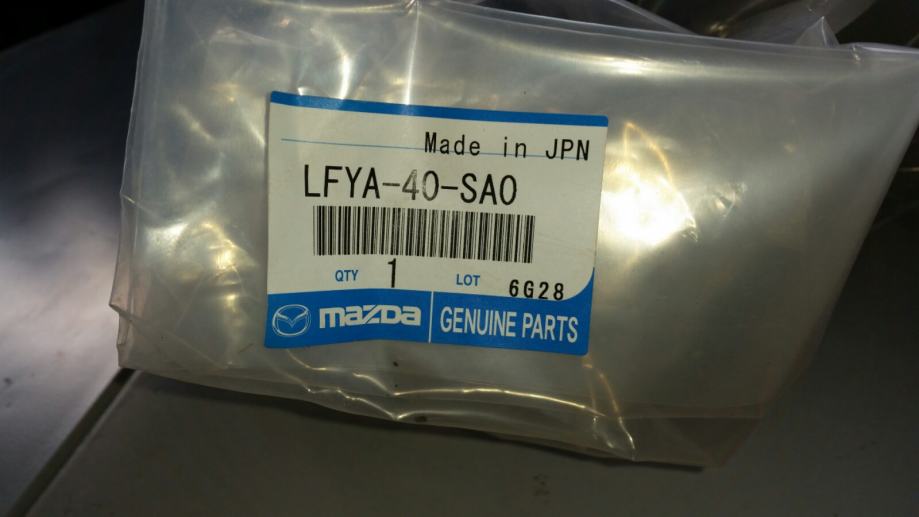 Made in JPN
LFYA-40-SA0
QTY 1 LOT 6G28
mazda GENUINE PARTS